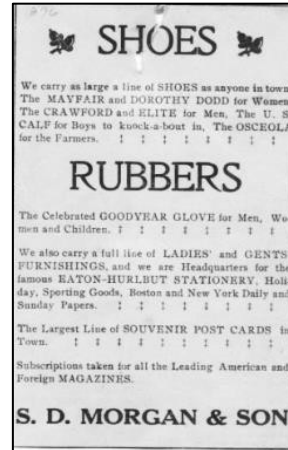 876
SHOES
We carry as large a line of SHOES as anyone in town
The MAYFAIR and DOROTHY DODD for Women
The CRAWFORD and ELITE for Men, The U. S
CALF for Boys to knock-a-bout in, The OSCEOLA
for the Farmers. : : : : : : :
RUBBERS
The Celebrated GOODYEAR GLOVE for Men, Wo
men and Children. : : : : : : :
We also carry a full line of LADIES' and GENTS
FURNISHINGS, and we are Headquarters for the
famous EATON-HURLBUT STATIONERY, Holi
day, Sporting Goods, Boston and New York Daily and
Sunday Papers. : : : : : : :
The Largest Line of SOUVENIR POST CARDS in
Town. : : : : : : : :
Subscriptions taken for all the Leading American and
Foreign MAGAZINES.
S. D. MORGAN & SON